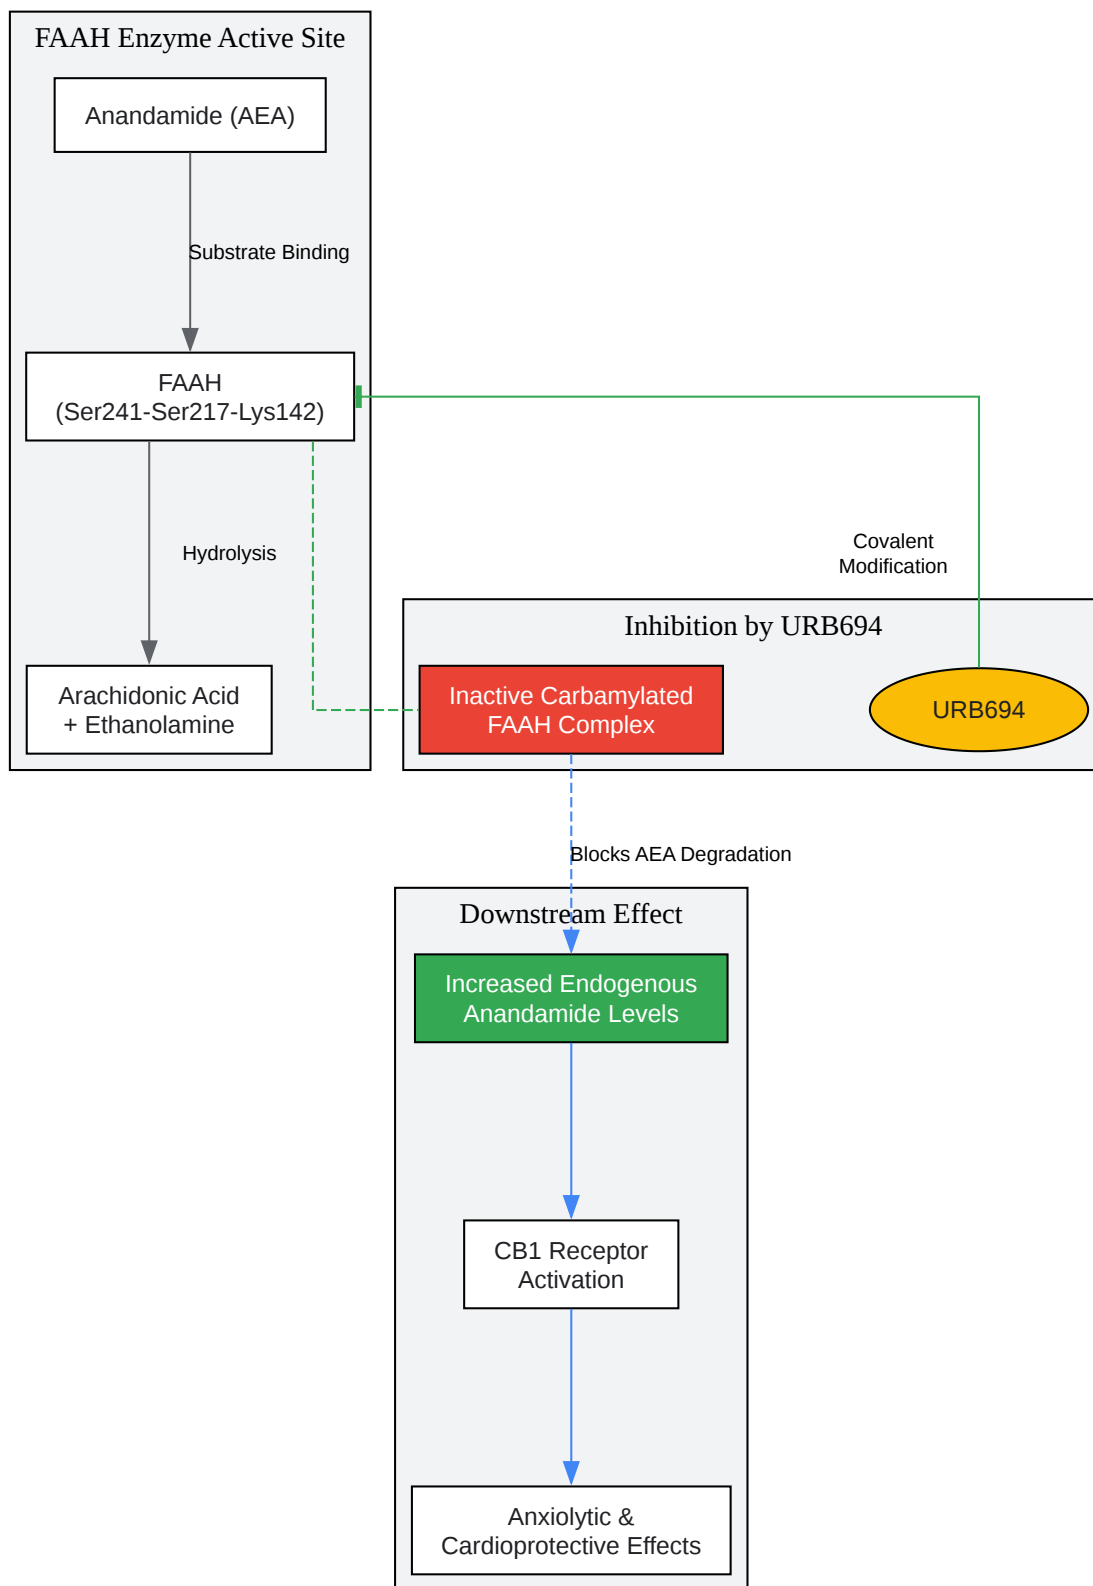 FAAH Enzyme Active Site
Anandamide (AEA)
Substrate Binding
FAAH
(Ser241-Ser217-Lys142)
Hydrolysis
Arachidonic Acid
+ Ethanolamine
Covalent
Modification
Inhibition by URB694
Inactive Carbamylated
FAAH Complex
URB694
Blocks AEA Degradation
Downstream Effect
Increased Endogenous
Anandamide Levels
CB1 Receptor
Activation
Anxiolytic &
Cardioprotective Effects